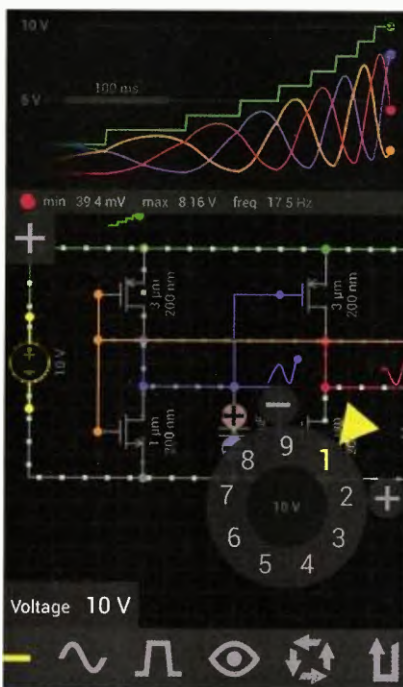 10 V
5 V
100 ms
min 39.4 mV max 8.16 V freq 17.5 Hz
3 µm
200 nm
3 µm
200 nm
10 V
1 µm
200 nm
9
8
1
7
10 V
2
6
3
5
4
Voltage 10 V